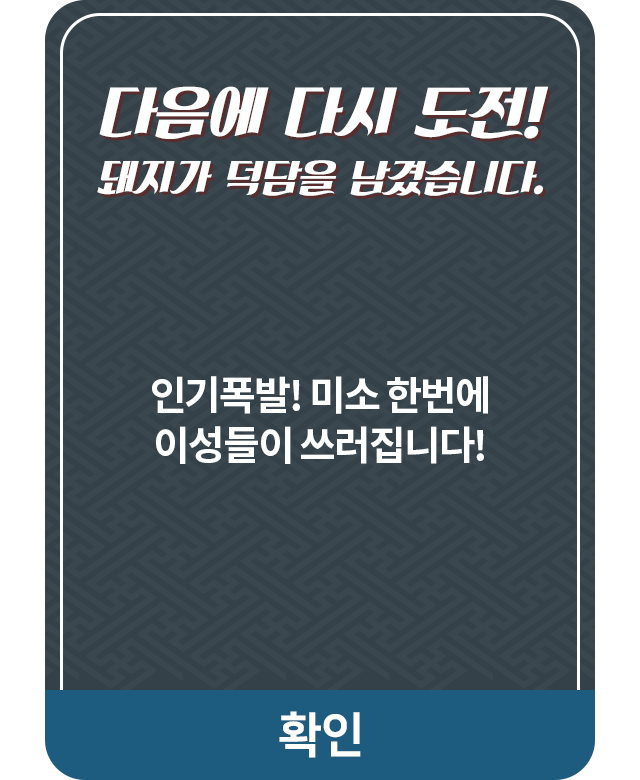 다음에 다시 도전!
돼지가 덕담을 남겼습니다.
인기폭발! 미소 한번에
이성들이 쓰러집니다!
확인